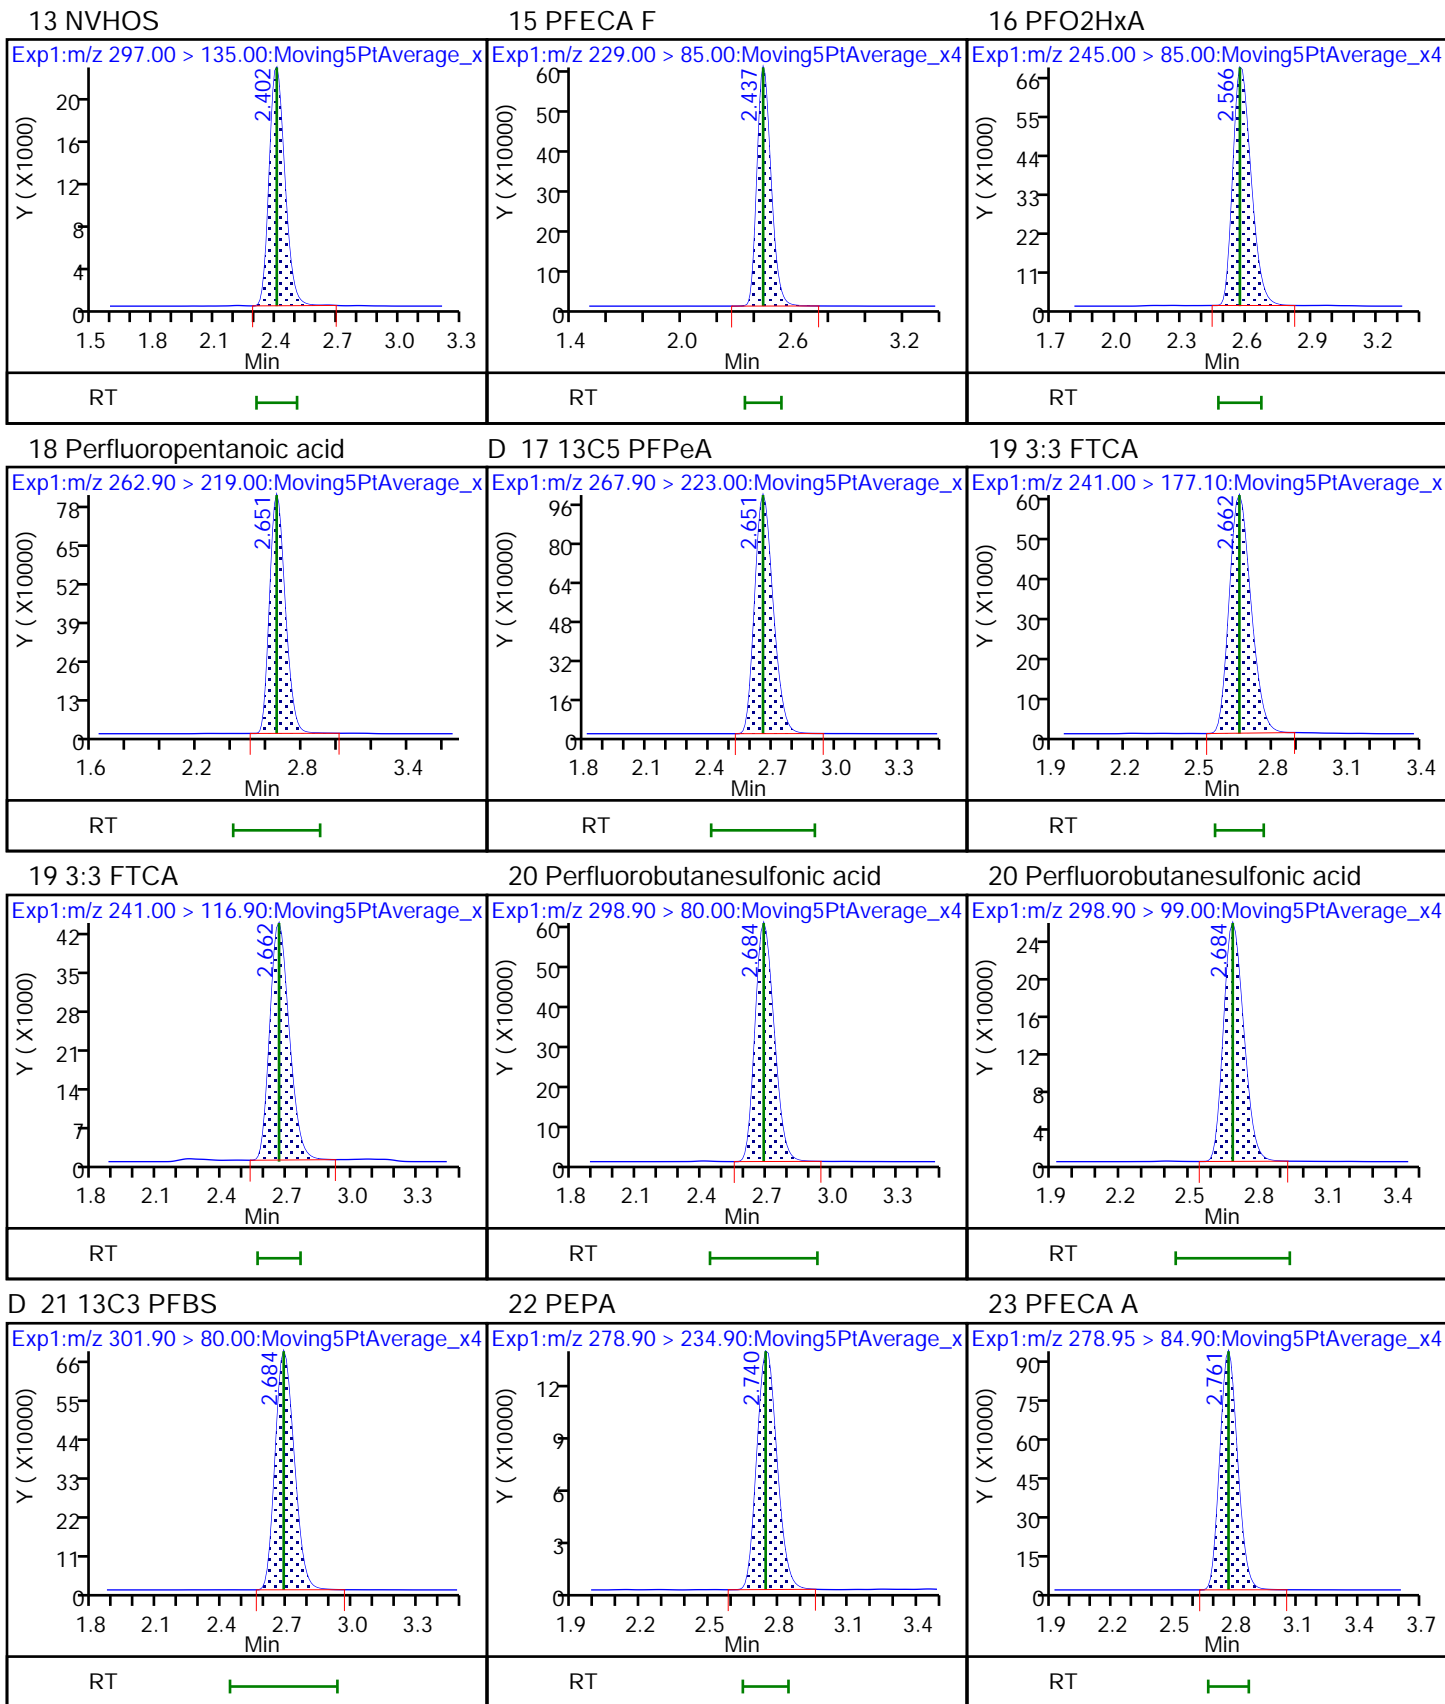 13 NVHOS
Exp1:m/z 297.00 > 135.00:Moving5PtAverage_x
2.402
Y ( X1000)
20
16
12
8
4
0
1.5 1.8 2.1 2.4 2.7 3.0 3.3
Min
RT
15 PFECA F
Exp1:m/z 229.00 > 85.00:Moving5PtAverage_x4
2.437
Y ( X10000)
60
50
40
30
20
10
0
1.4 2.0 2.6 3.2
Min
RT
16 PFO2HxA
Exp1:m/z 245.00 > 85.00:Moving5PtAverage_x4
2.566
Y ( X1000)
66
55
44
33
22
11
0
1.7 2.0 2.3 2.6 2.9 3.2
Min
RT
18 Perfluoropentanoic acid
Exp1:m/z 262.90 > 219.00:Moving5PtAverage_x
2.651
Y ( X10000)
78
65
52
39
26
13
0
1.6 2.2 2.8 3.4
Min
RT
D 17 13C5 PFPeA
Exp1:m/z 267.90 > 223.00:Moving5PtAverage_x
2.651
Y ( X10000)
96
80
64
48
32
16
0
1.8 2.1 2.4 2.7 3.0 3.3
Min
RT
19 3:3 FTCA
Exp1:m/z 241.00 > 177.10:Moving5PtAverage_x
2.662
Y ( X1000)
60
50
40
30
20
10
0
1.9 2.2 2.5 2.8 3.1 3.4
Min
RT
19 3:3 FTCA
Exp1:m/z 241.00 > 116.90:Moving5PtAverage_x
2.662
Y ( X1000)
42
35
28
21
14
7
0
1.8 2.1 2.4 2.7 3.0 3.3
Min
RT
20 Perfluorobutanesulfonic acid
Exp1:m/z 298.90 > 80.00:Moving5PtAverage_x4
2.684
Y ( X10000)
60
50
40
30
20
10
0
1.8 2.1 2.4 2.7 3.0 3.3
Min
RT
20 Perfluorobutanesulfonic acid
Exp1:m/z 298.90 > 99.00:Moving5PtAverage_x4
2.684
Y ( X10000)
24
20
16
12
8
4
0
1.9 2.2 2.5 2.8 3.1 3.4
Min
RT
D 21 13C3 PFBS
Exp1:m/z 301.90 > 80.00:Moving5PtAverage_x4
2.684
Y ( X10000)
66
55
44
33
22
11
0
1.8 2.1 2.4 2.7 3.0 3.3
Min
RT
22 PEPA
Exp1:m/z 278.90 > 234.90:Moving5PtAverage_x
2.740
Y ( X10000)
12
9
6
3
0
1.9 2.2 2.5 2.8 3.1 3.4
Min
RT
23 PFECA A
Exp1:m/z 278.95 > 84.90:Moving5PtAverage_x4
2.761
Y ( X10000)
90
75
60
45
30
15
0
1.9 2.2 2.5 2.8 3.1 3.4 3.7
Min
RT